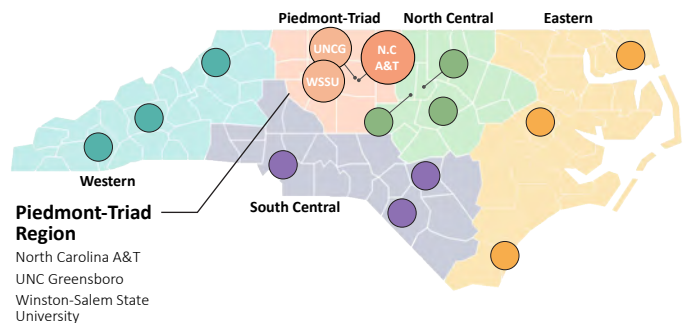 Piedmont-Triad
North Central
Eastern
UNCG
N.C
A&T
WSSU
Western
South Central
Piedmont-Triad
Region
North Carolina A&T
UNC Greensboro
Winston-Salem State
University